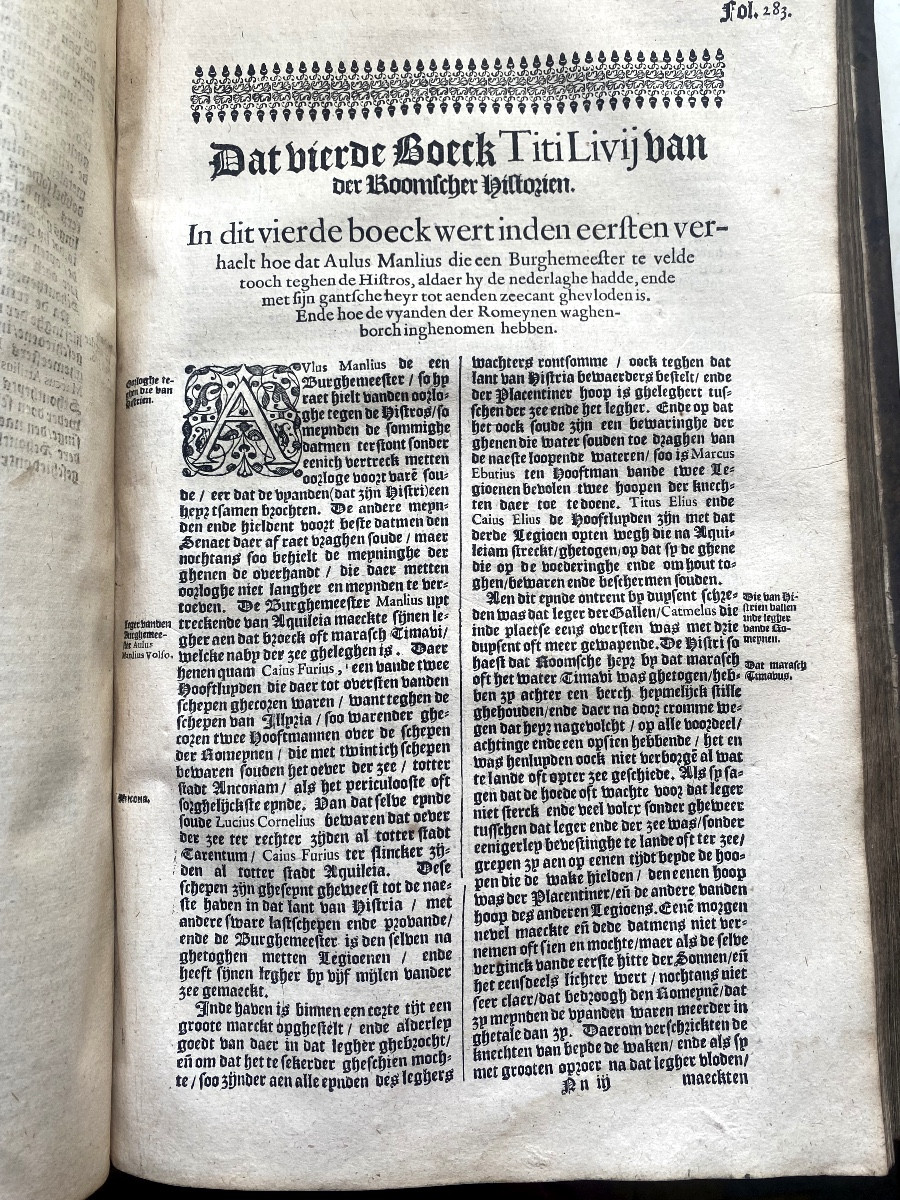 Fol. 283.
Dat vierde Boeck Titi Livij van
der Roomscher Historien.
In dit vierde boeck wert inden eersten ver-
haelt hoe dat Aulus Manlius die een Burghemeester te velde
tooch teghen de Histros, aldaer hy de nederlaghe hadde, ende
met sijn gantsche heyr tot aenden zeecant ghevloden is.
Ende hoe de vyanden der Romeynen waghen-
borch inghenomen hebben.
te-
die van
AVlus Manlius de een
Burghemeester / so hy
raet hielt vanden oorlo-
ghe tegen de Histros / so
meynden de sommighe
datmen terstont sonder
eenich vertreck metten
oorloge voort varē sou-
de / eer dat de vyanden (dat zijn Histri) een
heyr tsamen brochten. De andere meyn-
den ende hieldent voort beste datmen den
Senaet daer af raet vraghen soude / maer
nochtans soo behielt de meyninghe der
ghenen de overhandt / die daer metten
oorloghe niet langher en meynden te ver-
toeven. De Burghemeester Manlius uyt
treckende van Aquileia maeckte sijnen le-
gher aen dat broeck oft marasch Timavi /
welcke naby der zee gheleghen is. Daer
henen quam Caius Furius, een vande twee
Hooftluyden die daer tot oversten vanden
schepen ghecoren waren / want teghen de
schepen van Illyria / soo warender ghe-
coren twee Hooftmannen over de schepen
der Romeynen / die met twintich schepen
bewaren souden het oever der zee / totter
stadt Anconam / als het periculooste oft
sorghelijckste eynde. Van dat selve eynde
soude Lucius Cornelius bewaren dat oever
der zee ter rechter zijden al totter stadt
Tarentum / Caius Furius ter slincker zij-
den al totter stadt Aquileia. Dese
schepen zijn gheseynt gheweest tot de nae-
ste haven in dat lant van Histria / met
andere sware lastschepen ende provande /
ende de Burghemeester is den selven na
ghetoghen metten Legioenen / ende
heeft sijnen legher by vijf mijlen vander
zee gemaeckt.
Inde haven is binnen een corte tijt een
groote marckt opghestelt / ende alderley
goedt van daer in dat legher ghebrocht /
eñ om dat het te sekerder gheschien moch-
te / soo zijnder aen alle eynden des leghers
leger vanden
Burghemee-
ster Aulus
Manlius Volso.
wachters rontsomme / oock teghen dat
lant van Histria bewaerders bestelt / ende
der Placentiner hoop is gheleghert tus-
schen der zee ende het legher. Ende op dat
het oock soude zijn een bewaringhe der
ghenen die water souden toe draghen van
de naeste loopende wateren / soo is Marcus
Ebutius ten Hooftman vande twee Le-
gioenen bevolen twee hoopen der knech-
ten daer toe te doene. Titus Elius ende
Caius Elius de Hooftluyden zijn met dat
derde Legioen opten wegh die na Aqui-
leiam streckt / ghetogen / op dat sy de ghene
die op de voederinghe ende om hout to-
ghen / bewaren ende beschermen souden.
Aen dit eynde ontrent by duysent schre-
den was dat leger der Gallen / Catmelus die
inde plaetse eens oversten was met drie
duysent oft meer gewapende. De Histri so
haest dat Roomsche heyr by dat marasch
oft het water Timavi was ghetogen / heb-
ben zy achter een berch heymelijck stille
ghehouden / ende daer na door cromme we-
gen dat heyr nagevolcht / op alle voordeel /
achtinge ende een opsien hebbende / het en
was henluyden oock niet verborgē al wat
te lande oft opter zee geschiede. Als sy sa-
gen dat de hoede oft wachte voor dat leger
niet sterck ende veel volcx sonder gheweer
tusschen dat leger ende der zee was / sonder
eenigerley bevestinghe te lande oft ter zee /
grepen zy aen op eenen tijdt beyde de hoo-
pen die de wake hielden / den eenen hoop
was der Placentiner / eñ de andere vanden
hoop des anderen Legioens. Eenē morgen
nevel maeckte eñ dede datmens niet ver-
nemen oft sien en mochte / maer als de selve
verginck vande eerste hitte der Sonnen / eñ
het eensdeels lichter wert / nochtans niet
seer claer / dat bedroogh den Romeynē / dat
zy meynden de vyanden waren meerder in
ghetale dan zy. Daerom verschrickten de
knechten van beyde de waken / ende als sy
met grooten oproer na dat legher vloden /
Die van Hi-
strien vallen
inde legher
vande Ro-
meynen.
Dat marasch
Timavus.
Nn iij
maeckten